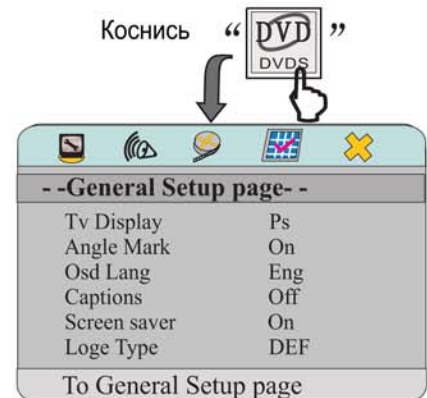 Коснись “ DVD ”
DVDS
- -General Setup page- -
Tv Display Ps
Angle Mark On
Osd Lang Eng
Captions Off
Screen saver On
Loge Type DEF
To General Setup page